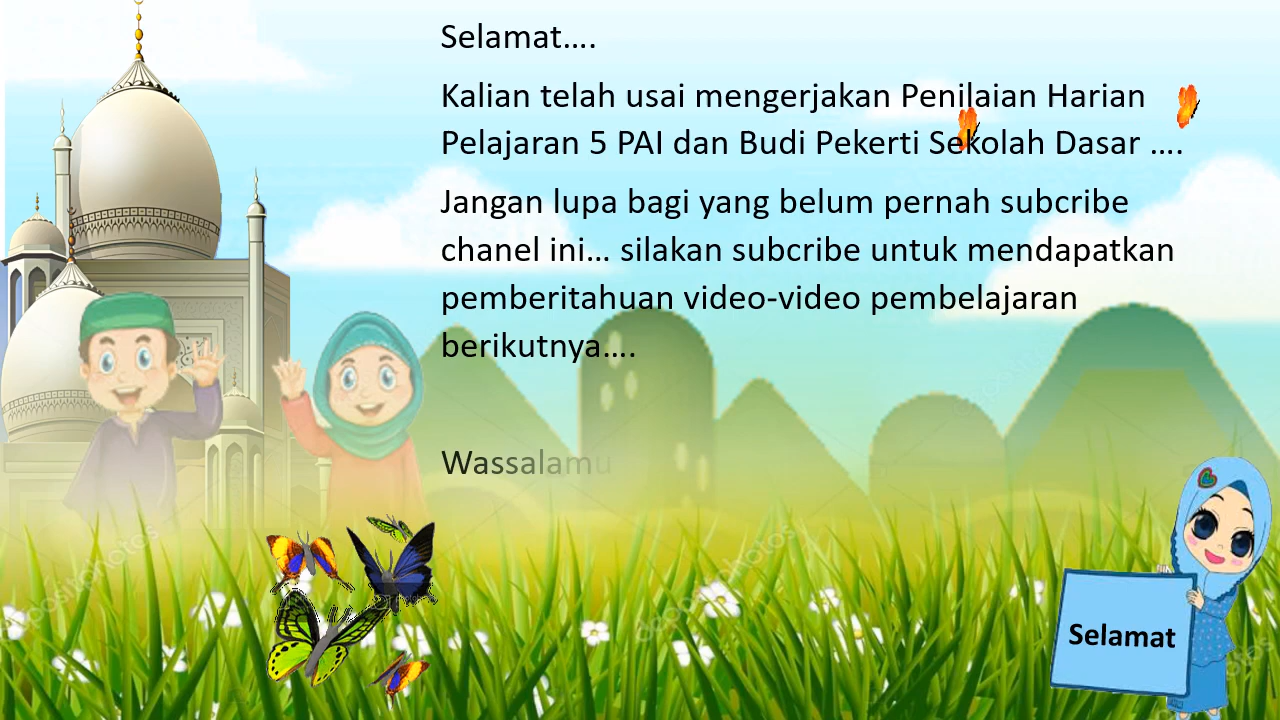 Selamat….
Kalian telah usai mengerjakan Penilaian Harian
Pelajaran 5 PAI dan Budi Pekerti Sekolah Dasar ….
Jangan lupa bagi yang belum pernah subcribe
chanel ini… silakan subcribe untuk mendapatkan
pemberitahuan video-video pembelajaran
berikutnya….
Wassalamu
Selamat